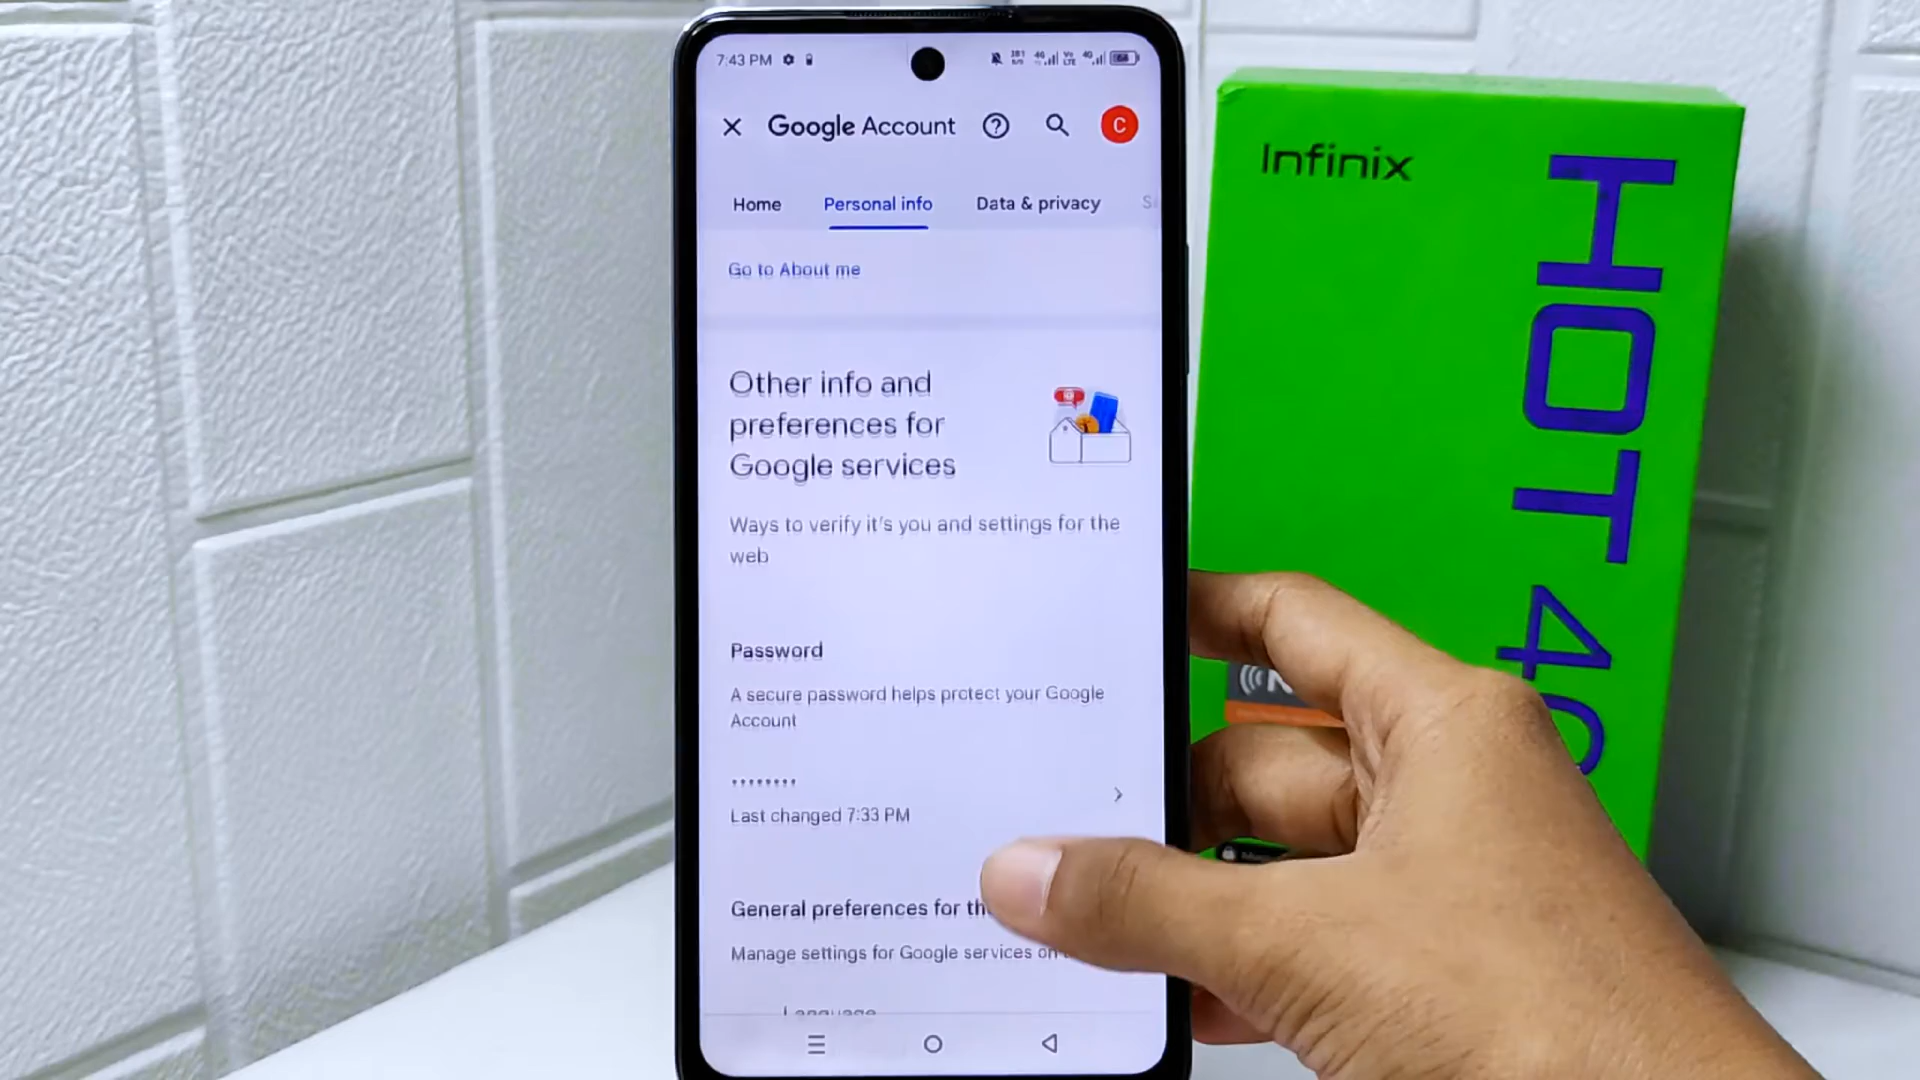 7:43 PM
Google Account
C
Home Personal info Data & privacy
Go to About me
Other info and
preferences for
Google services
Ways to verify it's you and settings for the
web
Password
A secure password helps protect your Google
Account
••••••••
Last changed 7:33 PM
General preferences for
Manage settings for Google services on
Language
Infinix
HOT 40